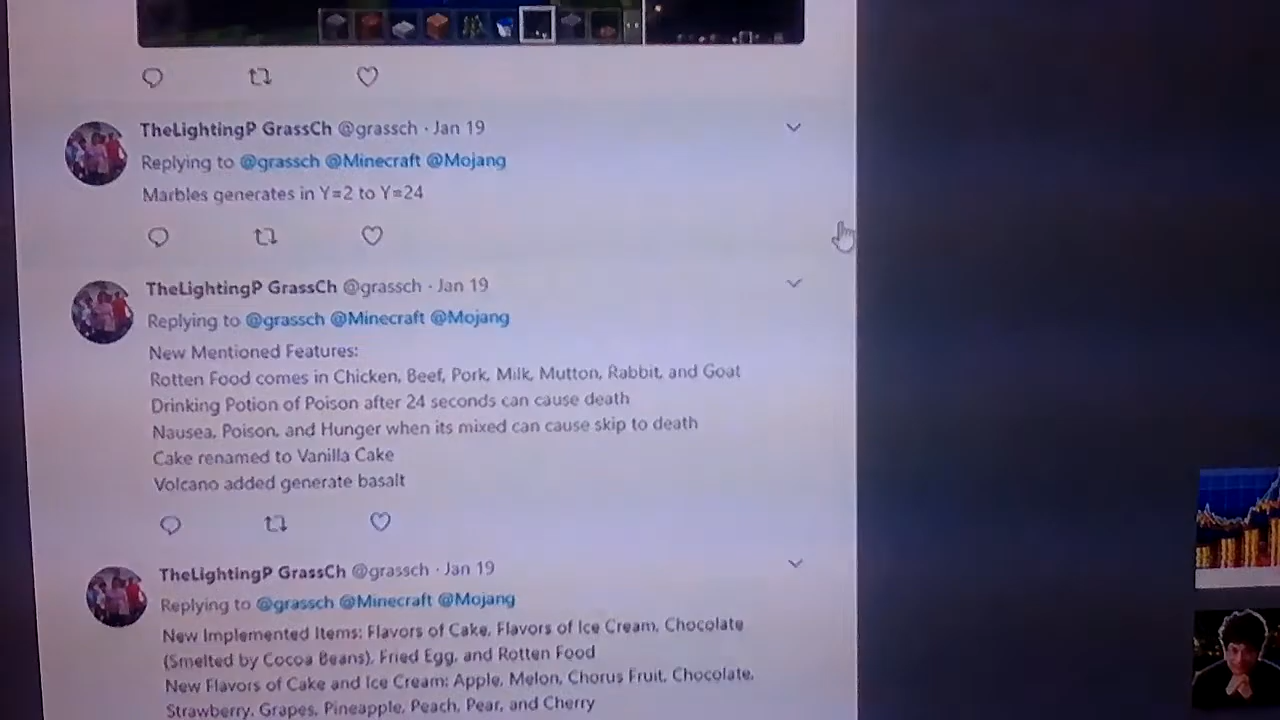 TheLightingP GrassCh @grassch · Jan 19
Replying to @grassch @Minecraft @Mojang
Marbles generates in Y=2 to Y=24
TheLightingP GrassCh @grassch · Jan 19
Replying to @grassch @Minecraft @Mojang
New Mentioned Features:
Rotten Food comes in Chicken, Beef, Pork, Milk, Mutton, Rabbit, and Goat
Drinking Potion of Poison after 24 seconds can cause death
Nausea, Poison, and Hunger when its mixed can cause skip to death
Cake renamed to Vanilla Cake
Volcano added generate basalt
TheLightingP GrassCh @grassch · Jan 19
Replying to @grassch @Minecraft @Mojang
New Implemented Items: Flavors of Cake, Flavors of Ice Cream, Chocolate
(Smelted by Cocoa Beans), Fried Egg, and Rotten Food
New Flavors of Cake and Ice Cream: Apple, Melon, Chorus Fruit, Chocolate,
Strawberry, Grapes, Pineapple, Peach, Pear, and Cherry